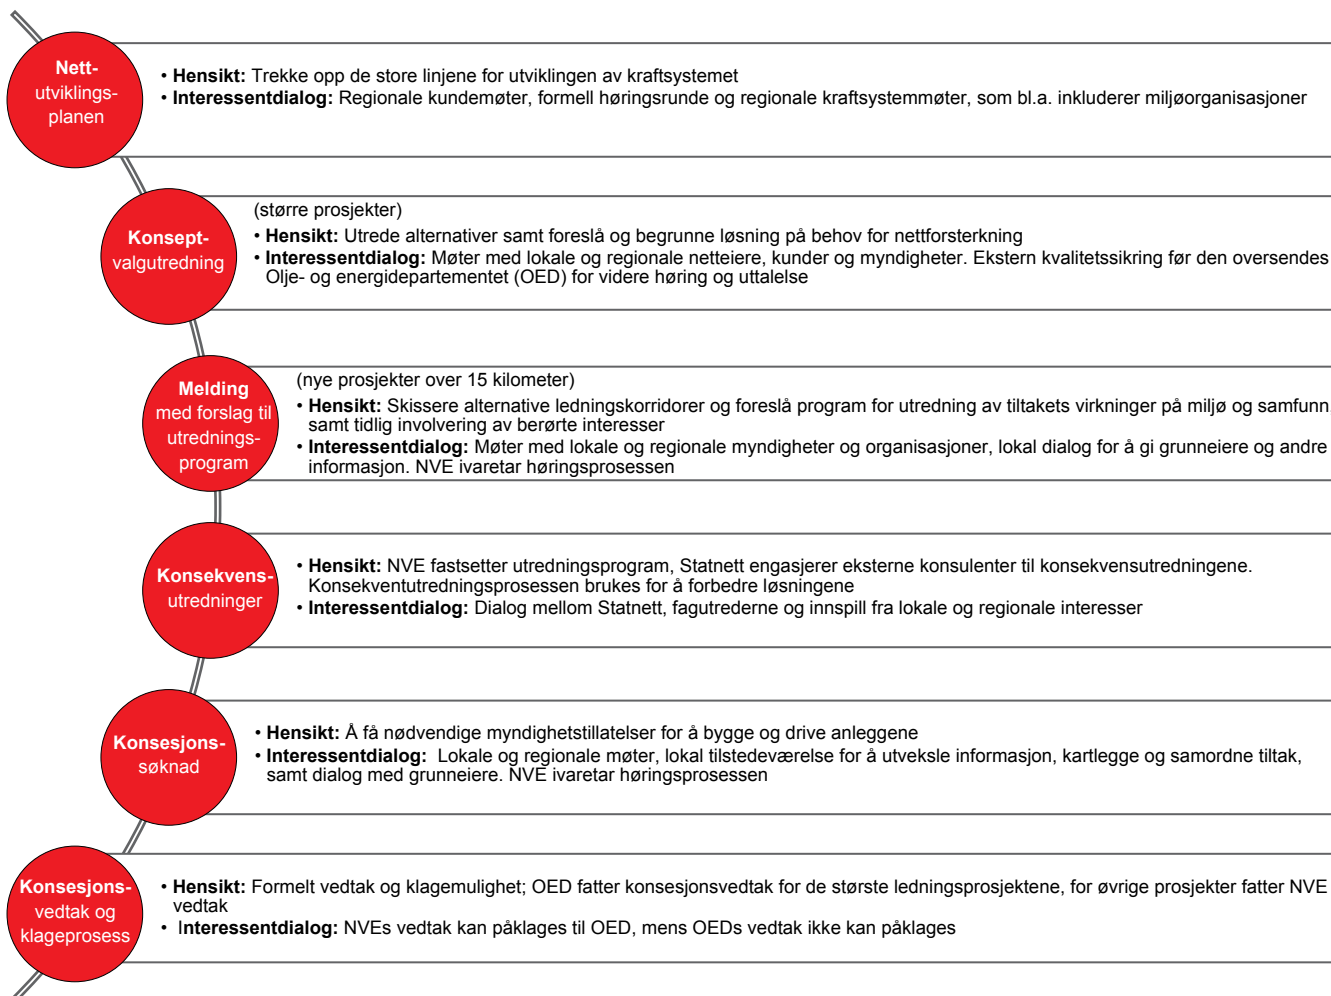 Nett-
utviklings-
planen
• Hensikt: Trekke opp de store linjene for utviklingen av kraftsystemet
• Interessentdialog: Regionale kundemøter, formell høringsrunde og regionale kraftsystemmøter, som bl.a. inkluderer miljøorganisasjoner
Konsept-
valgutredning
(større prosjekter)
• Hensikt: Utrede alternativer samt foreslå og begrunne løsning på behov for nettforsterkning
• Interessentdialog: Møter med lokale og regionale netteiere, kunder og myndigheter. Ekstern kvalitetssikring før den oversendes
Olje- og energidepartementet (OED) for videre høring og uttalelse
Melding
med forslag til
utrednings-
program
(nye prosjekter over 15 kilometer)
• Hensikt: Skissere alternative ledningskorridorer og foreslå program for utredning av tiltakets virkninger på miljø og samfunn
samt tidlig involvering av berørte interesser
• Interessentdialog: Møter med lokale og regionale myndigheter og organisasjoner, lokal dialog for å gi grunneiere og andre
informasjon. NVE ivaretar høringsprosessen
Konsekvens-
utredninger
• Hensikt: NVE fastsetter utredningsprogram, Statnett engasjerer eksterne konsulenter til konsekvensutredningene.
Konsekventutredningsprosessen brukes for å forbedre løsningene
• Interessentdialog: Dialog mellom Statnett, fagutrederne og innspill fra lokale og regionale interesser
Konsesjons-
søknad
• Hensikt: Å få nødvendige myndighetstillatelser for å bygge og drive anleggene
• Interessentdialog: Lokale og regionale møter, lokal tilstedeværelse for å utveksle informasjon, kartlegge og samordne tiltak,
samt dialog med grunneiere. NVE ivaretar høringsprosessen
Konsesjons-
vedtak og
klageprosess
• Hensikt: Formelt vedtak og klagemulighet; OED fatter konsesjonsvedtak for de største ledningsprosjektene, for øvrige prosjekter fatter NVE
vedtak
• Interessentdialog: NVEs vedtak kan påklages til OED, mens OEDs vedtak ikke kan påklages